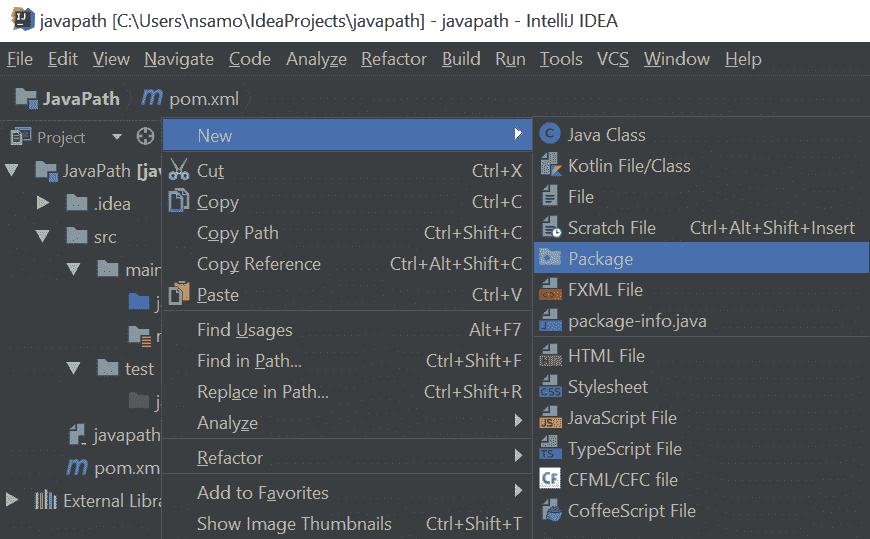 javapath [C:\Users\nsamo\IdeaProjects\javapath] - javapath - IntelliJ IDEA
File Edit View Navigate Code Analyze Refactor Build Run Tools VCS Window Help
JavaPath pom.xml
Project
JavaPath [jav
.idea
src
main
test
javapath
pom.xm
External Libra
New
Cut Ctrl+X
Copy Ctrl+C
Copy Path Ctrl+Shift+C
Copy Reference Ctrl+Alt+Shift+C
Paste Ctrl+V
Find Usages Alt+F7
Find in Path... Ctrl+Shift+F
Replace in Path... Ctrl+Shift+R
Analyze
Refactor
Add to Favorites
Show Image Thumbnails Ctrl+Shift+T
Java Class
Kotlin File/Class
File
Scratch File Ctrl+Alt+Shift+Insert
Package
FXML File
package-info.java
HTML File
Stylesheet
JavaScript File
TypeScript File
CFML/CFC file
CoffeeScript File